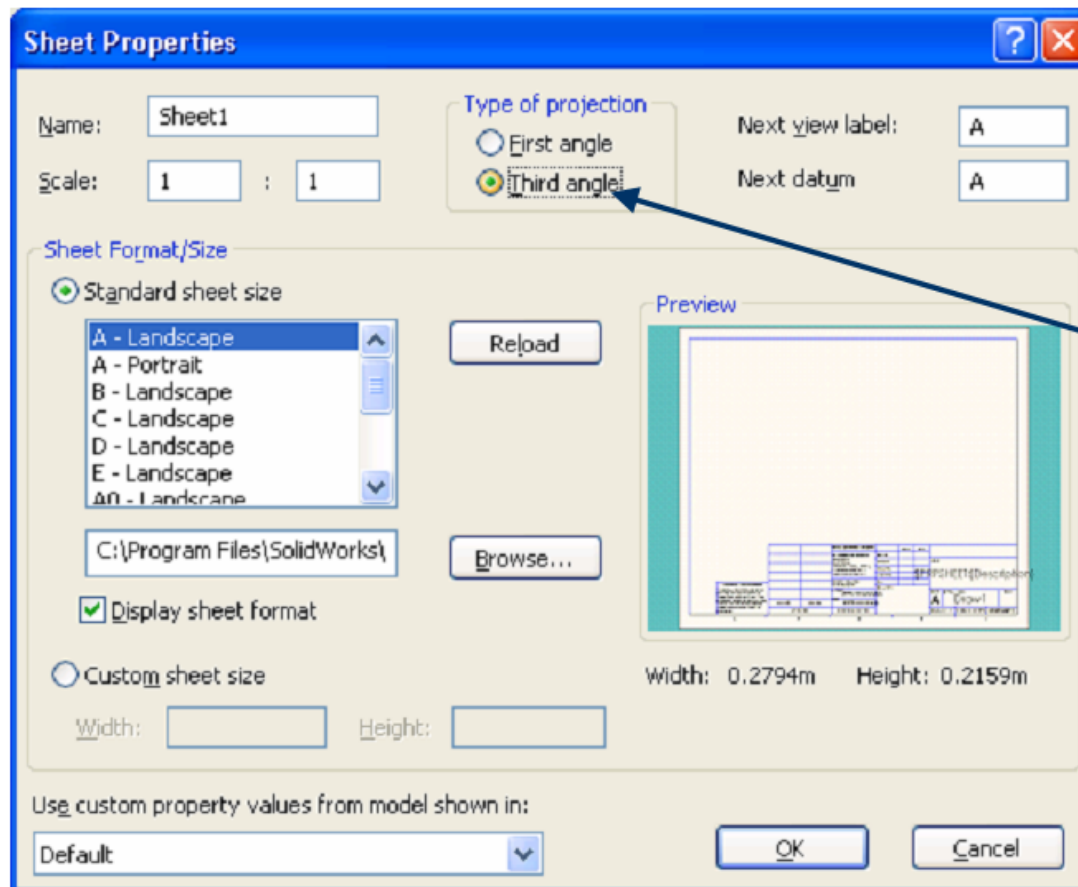 Sheet Properties
Name: Sheet1
Scale: 1 : 1
Type of projection
First angle
Third angle
Next view label: A
Next datum A
Sheet Format/Size
Standard sheet size
A - Landscape
A - Portrait
B - Landscape
C - Landscape
D - Landscape
E - Landscape
A0 - Landscape
Reload
C:\Program Files\SolidWorks\
Browse...
Display sheet format
Custom sheet size
Width:
Height:
Preview
A
Width: 0.2794m Height: 0.2159m
Use custom property values from model shown in:
Default
OK
Cancel